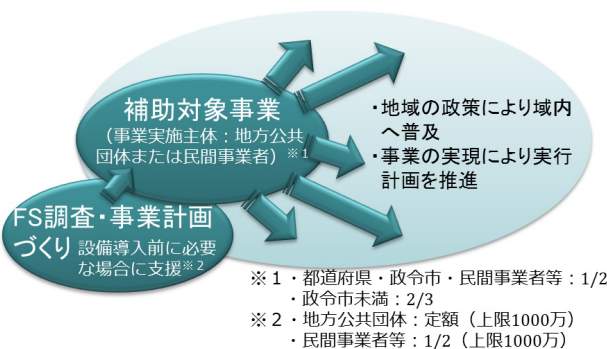 補助対象事業
（事業実施主体：地方公共
団体または民間事業者）※1
・地域の政策により域内
へ普及
・事業の実現により実行
計画を推進
FS調査・事業計画
づくり 設備導入前に必要
な場合に支援※2
※１・都道府県・政令市・民間事業者等：1/2
・政令市未満：2/3
※２・地方公共団体：定額（上限1000万）
・民間事業者等：1/2（上限1000万）